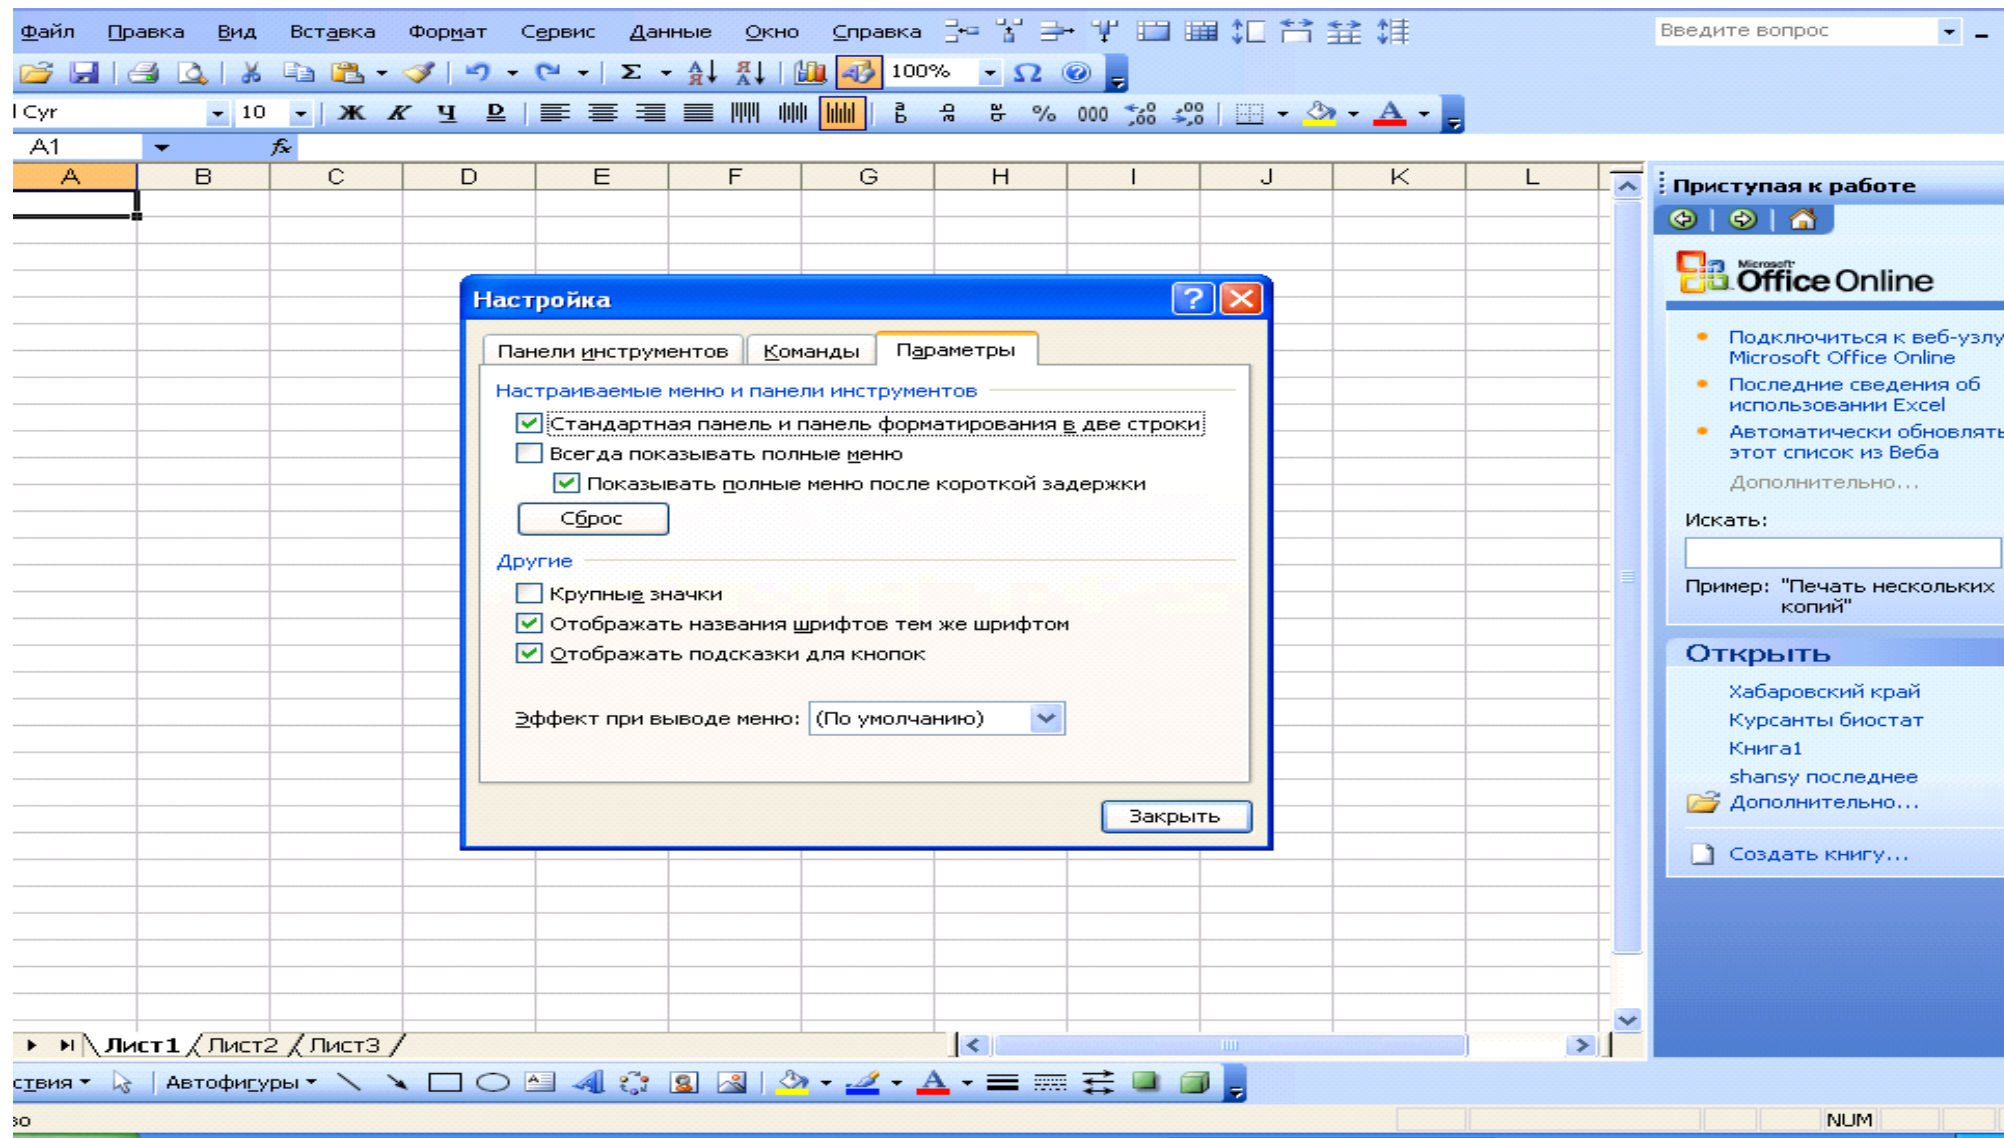 Файл Правка Вид Вставка Формат Сервис Данные Окно Справка Введите вопрос
Σ 100%
Cyr 10 Ж К Ч % 000
A1 fx
A B C D E F G H I J K L
Приступая к работе
Microsoft
Office Online
Подключиться к веб-узлу
Microsoft Office Online
Последние сведения об
использовании Excel
Автоматически обновлять
этот список из Веба
Дополнительно...
Искать:
Пример: "Печать нескольких
копий"
Открыть
Хабаровский край
Курсанты биостат
Книга1
shansy последнее
Дополнительно...
Создать книгу...
Настройка
Панели инструментов Команды Параметры
Настраиваемые меню и панели инструментов
Стандартная панель и панель форматирования в две строки
Всегда показывать полные меню
Показывать полные меню после короткой задержки
Сброс
Другие
Крупные значки
Отображать названия шрифтов тем же шрифтом
Отображать подсказки для кнопок
Эффект при выводе меню: (По умолчанию)
Закрыть
Лист1 Лист2 Лист3
ствия Автофигуры
NUM